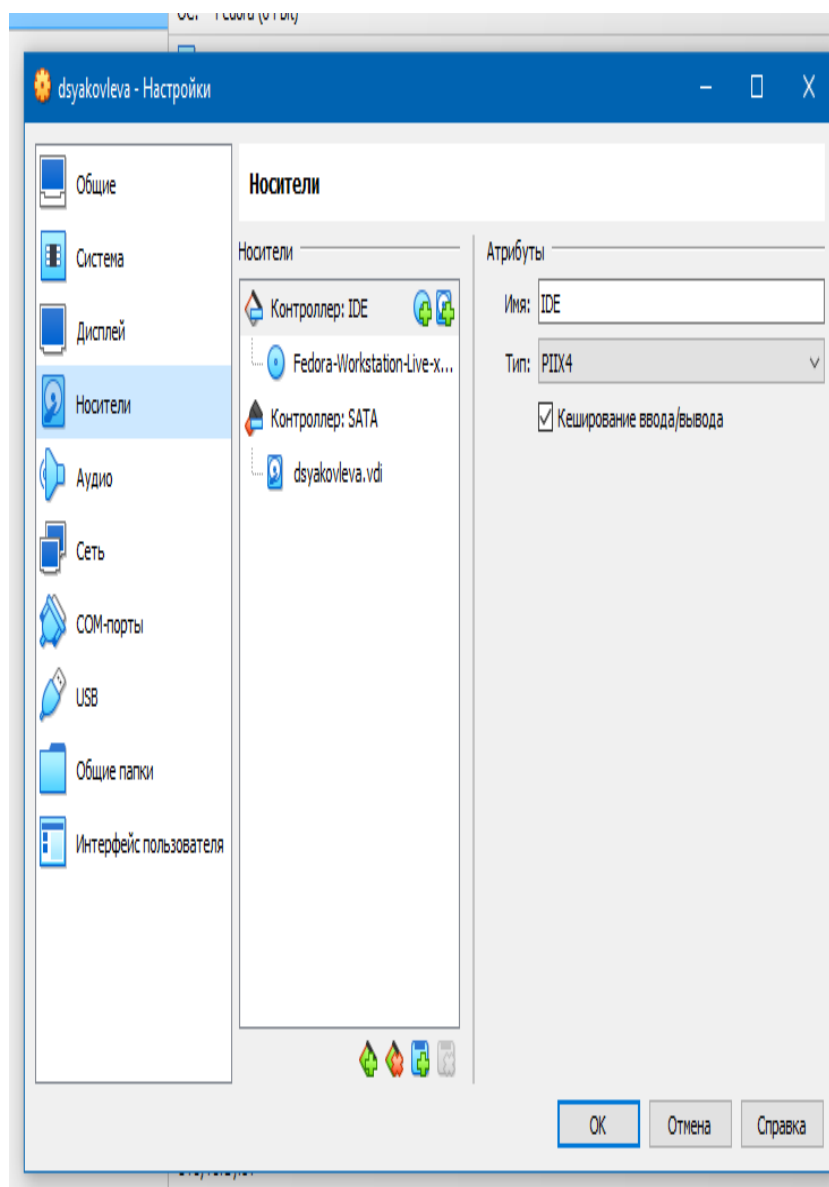 dsyakovleva - Настройки
Общие
Система
Дисплей
Носители
Аудио
Сеть
COM-порты
USB
Общие папки
Интерфейс пользователя
Носители
Носители
Контроллер: IDE
Fedora-Workstation-Live-x...
Контроллер: SATA
dsyakovleva.vdi
Атрибуты
Имя: IDE
Тип: PIIX4
Кеширование ввода/вывода
OK Отмена Справка